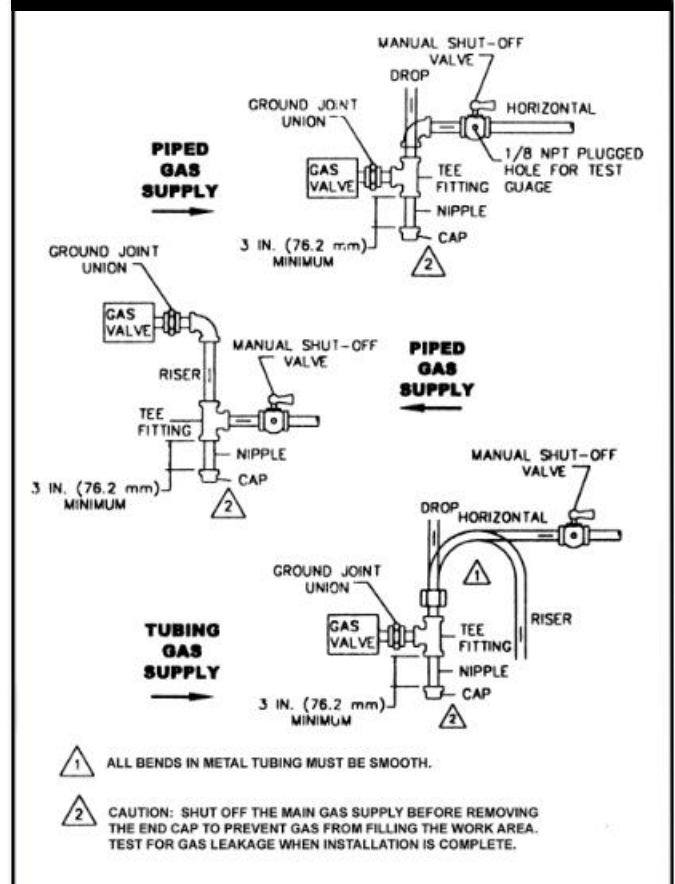 MANUAL SHUT-OFF
VALVE
DROP
GROUND JOINT
UNION
HORIZONTAL
PIPED
GAS
SUPPLY
GAS
VALVE
TEE
FITTING
1/8 NPT PLUGGED
HOLE FOR TEST
GUAGE
NIPPLE
3 IN. (76.2 mm)
MINIMUM
CAP
2
GROUND JOINT
UNION
GAS
VALVE
RISER
MANUAL SHUT-OFF
VALVE
PIPED
GAS
SUPPLY
TEE
FITTING
NIPPLE
3 IN. (76.2 mm)
MINIMUM
CAP
2
MANUAL SHUT-OFF
VALVE
DROP
HORIZONTAL
1
GROUND JOINT
UNION
RISER
TUBING
GAS
SUPPLY
GAS
VALVE
TEE
FITTING
NIPPLE
3 IN. (76.2 mm)
MINIMUM
CAP
2
1 ALL BENDS IN METAL TUBING MUST BE SMOOTH.
2 CAUTION: SHUT OFF THE MAIN GAS SUPPLY BEFORE REMOVING
THE END CAP TO PREVENT GAS FROM FILLING THE WORK AREA.
TEST FOR GAS LEAKAGE WHEN INSTALLATION IS COMPLETE.